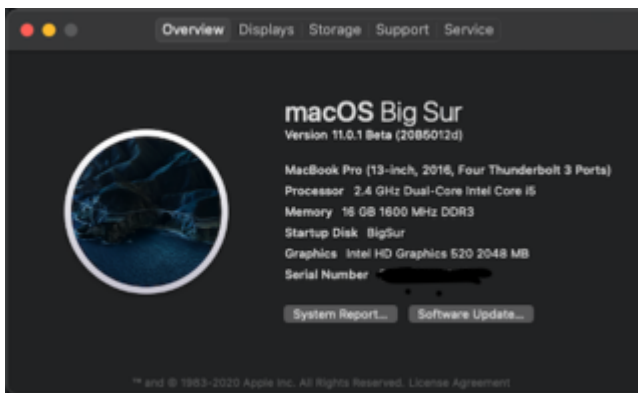 Overview Displays Storage Support Service
macOS Big Sur
Version 11.0.1 Beta (20B5012d)
MacBook Pro (13-inch, 2016, Four Thunderbolt 3 Ports)
Processor 2.4 GHz Dual-Core Intel Core i5
Memory 16 GB 1600 MHz DDR3
Startup Disk BigSur
Graphics Intel HD Graphics 520 2048 MB
Serial Number
System Report... Software Update...
™ and © 1983-2020 Apple Inc. All Rights Reserved. License Agreement